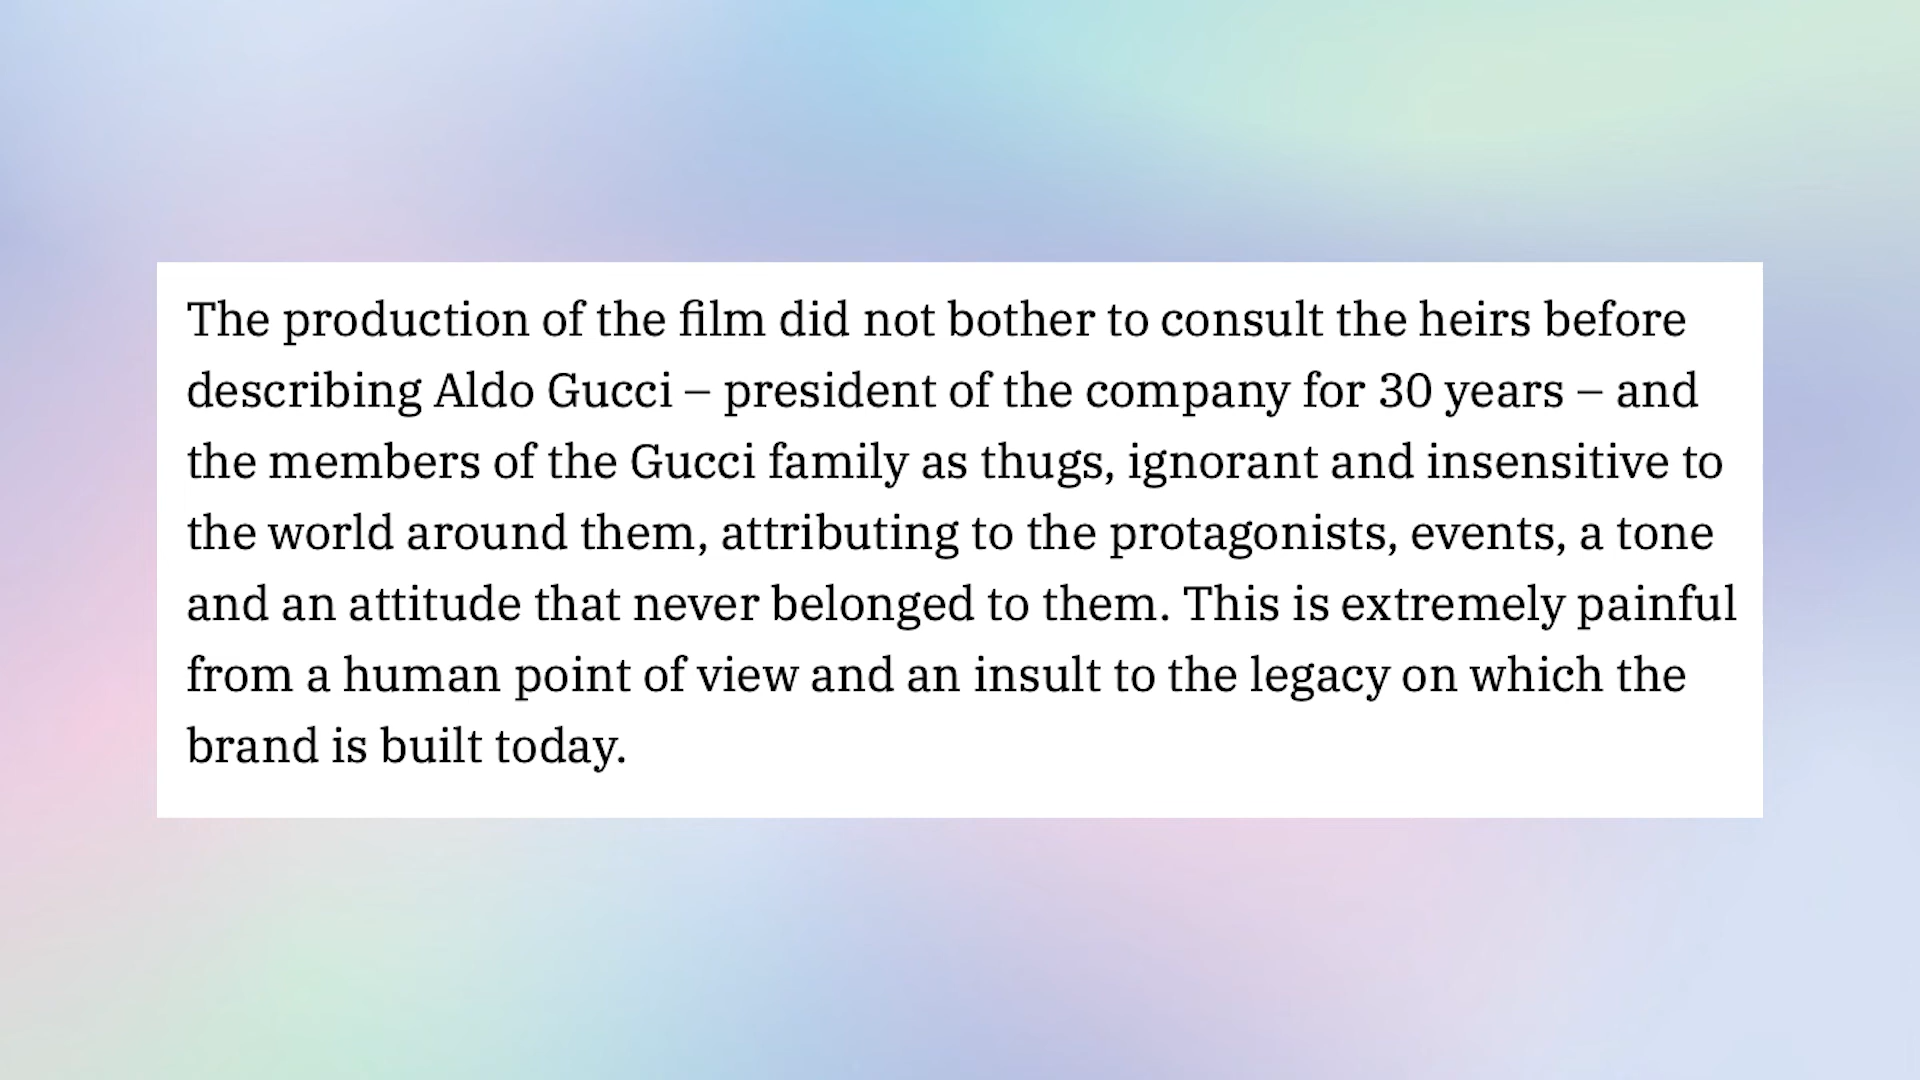 The production of the film did not bother to consult the heirs before
describing Aldo Gucci – president of the company for 30 years – and
the members of the Gucci family as thugs, ignorant and insensitive to
the world around them, attributing to the protagonists, events, a tone
and an attitude that never belonged to them. This is extremely painful
from a human point of view and an insult to the legacy on which the
brand is built today.